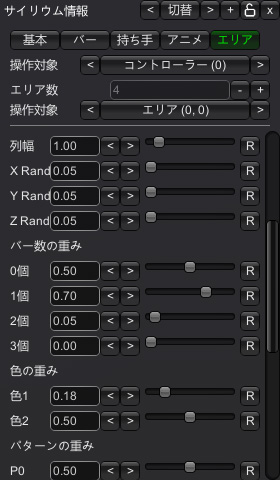 サイリウム情報 < 切替 > + x
基本 バー 持ち手 アニメ エリア
操作対象 < コントローラー (0) >
エリア数 4 - +
操作対象 < エリア (0, 0) >
列幅 1.00 < > R
X Rand 0.05 < > R
Y Rand 0.05 < > R
Z Rand 0.05 < > R
バー数の重み
0個 0.50 < > R
1個 0.70 < > R
2個 0.05 < > R
3個 0.00 < > R
色の重み
色1 0.18 < > R
色2 0.50 < > R
パターンの重み
P0 0.50 < > R